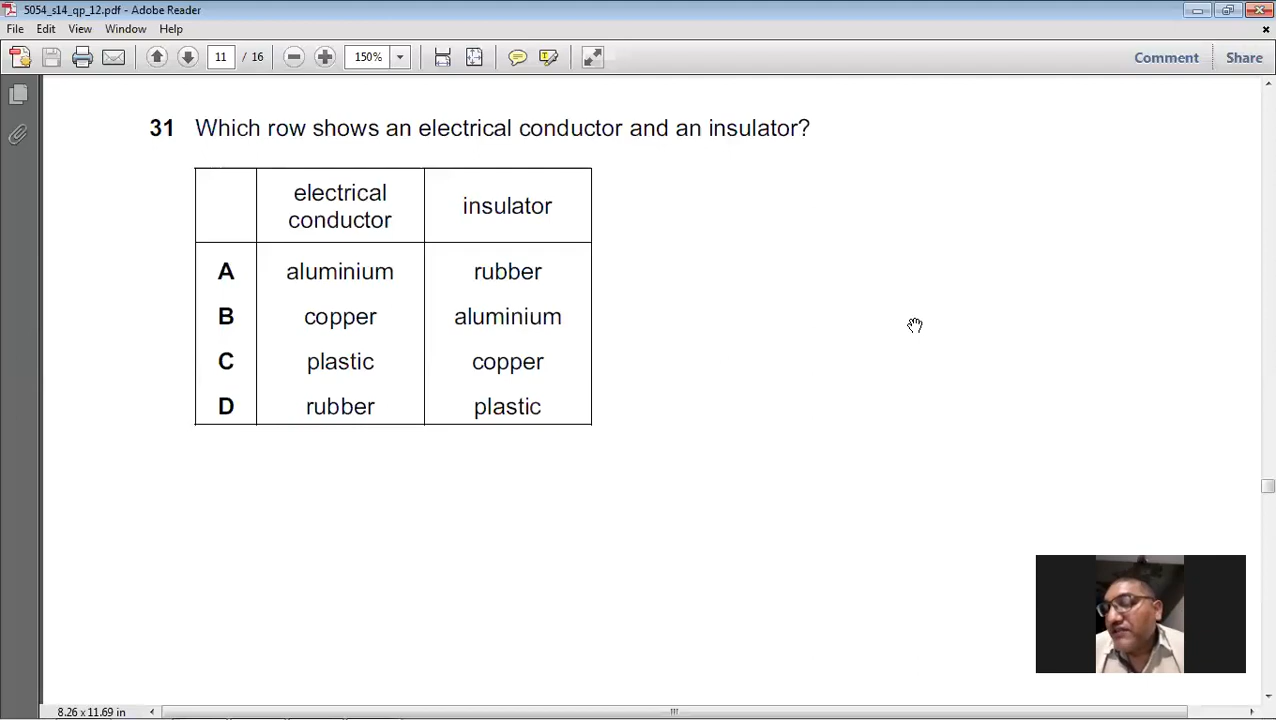 5054_s14_qp_12.pdf - Adobe Reader
File Edit View Window Help
11 / 16 150% Comment Share
31 Which row shows an electrical conductor and an insulator?
electrical conductor insulator
A aluminium rubber
B copper aluminium
C plastic copper
D rubber plastic
8.26 x 11.69 in